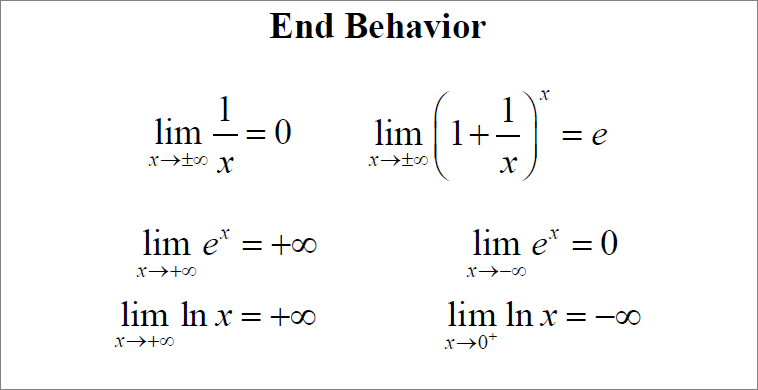 End Behavior
lim_{x→±∞} 1/x = 0    lim_{x→±∞} (1 + 1/x)^x = e
lim_{x→+∞} e^x = +∞    lim_{x→−∞} e^x = 0
lim_{x→+∞} ln x = +∞    lim_{x→0⁺} ln x = −∞